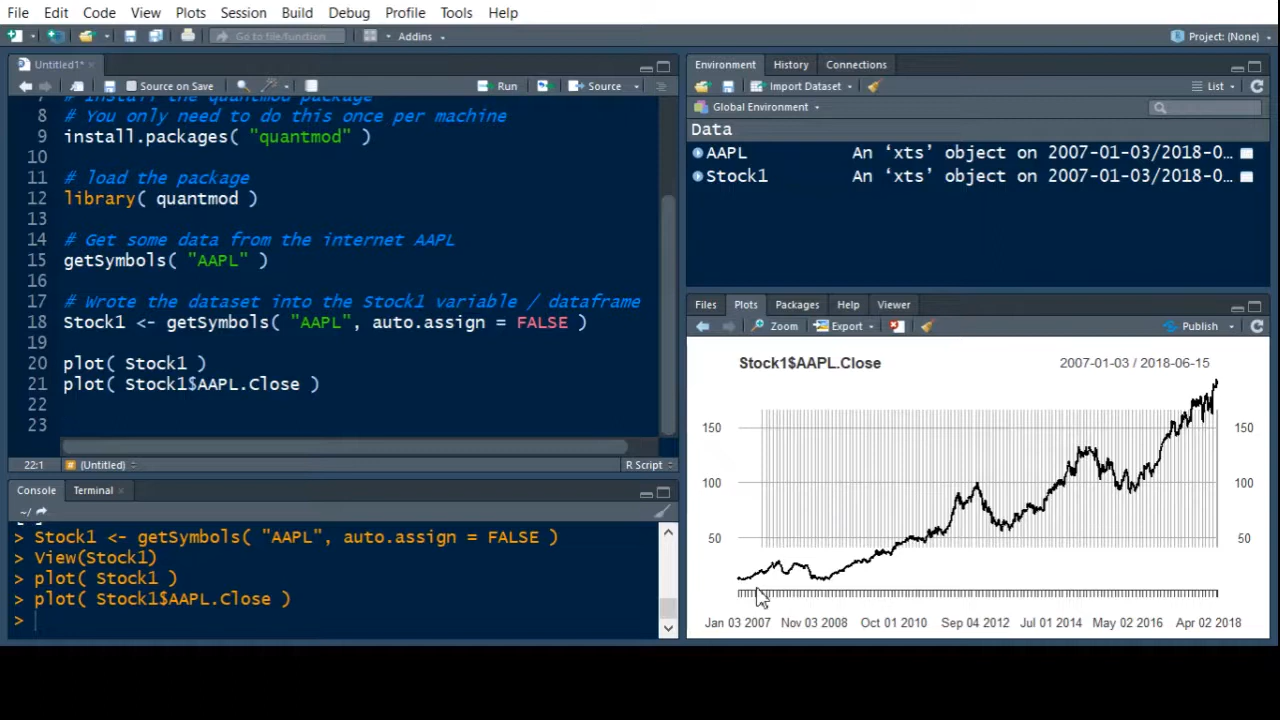 File Edit Code View Plots Session Build Debug Profile Tools Help
Go to file/function Addins Project: (None)
Untitled1*
Source on Save Run Source
7 # Install the quantmod package
8 # You only need to do this once per machine
9 install.packages( "quantmod" )
10
11 # load the package
12 library( quantmod )
13
14 # Get some data from the internet AAPL
15 getSymbols( "AAPL" )
16
17 # Wrote the dataset into the Stock1 variable / dataframe
18 Stock1 <- getSymbols( "AAPL", auto.assign = FALSE )
19
20 plot( Stock1 )
21 plot( Stock1$AAPL.Close )
22
23
22:1 (Untitled) R Script
Console Terminal
~/
> Stock1 <- getSymbols( "AAPL", auto.assign = FALSE )
> View(Stock1)
> plot( Stock1 )
> plot( Stock1$AAPL.Close )
>
Environment History Connections
Import Dataset List
Global Environment
Data
AAPL An ‘xts’ object on 2007-01-03/2018-0…
Stock1 An ‘xts’ object on 2007-01-03/2018-0…
Files Plots Packages Help Viewer
Zoom Export Publish
Stock1$AAPL.Close 2007-01-03 / 2018-06-15
150 150
100 100
50 50
Jan 03 2007 Nov 03 2008 Oct 01 2010 Sep 04 2012 Jul 01 2014 May 02 2016 Apr 02 2018